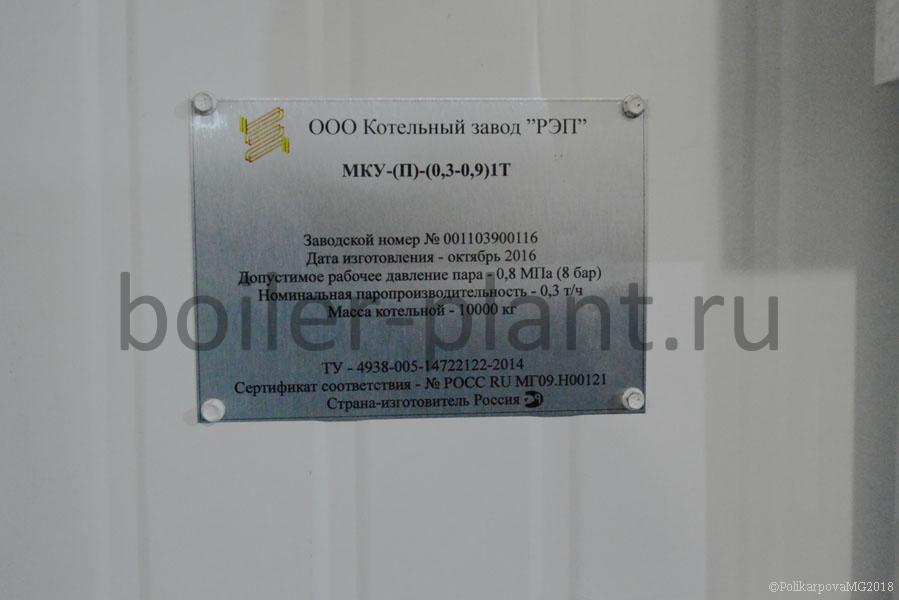 ООО Котельный завод "РЭП"
МКУ-(П)-(0,3-0,9)1Т
Заводской номер № 001103900116
Дата изготовления - октябрь 2016
Допустимое рабочее давление пара - 0,8 МПа (8 бар)
Номинальная паропроизводительность - 0,3 т/ч
Масса котельной - 10000 кг
boiler-plant.ru
ТУ - 4938-005-14722122-2014
Сертификат соответствия - № РОСС RU МГ09.Н00121
Страна-изготовитель Россия
©PolikarpovaMG2018